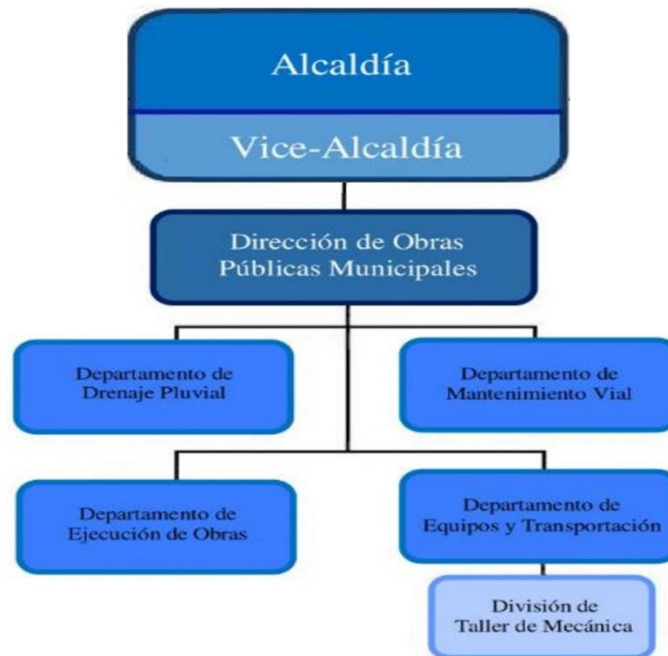 Alcaldía
Vice-Alcaldía
Dirección de Obras
Públicas Municipales
Departamento de
Drenaje Pluvial
Departamento de
Mantenimiento Vial
Departamento de
Ejecución de Obras
Departamento de
Equipos y Transportación
División de
Taller de Mecánica